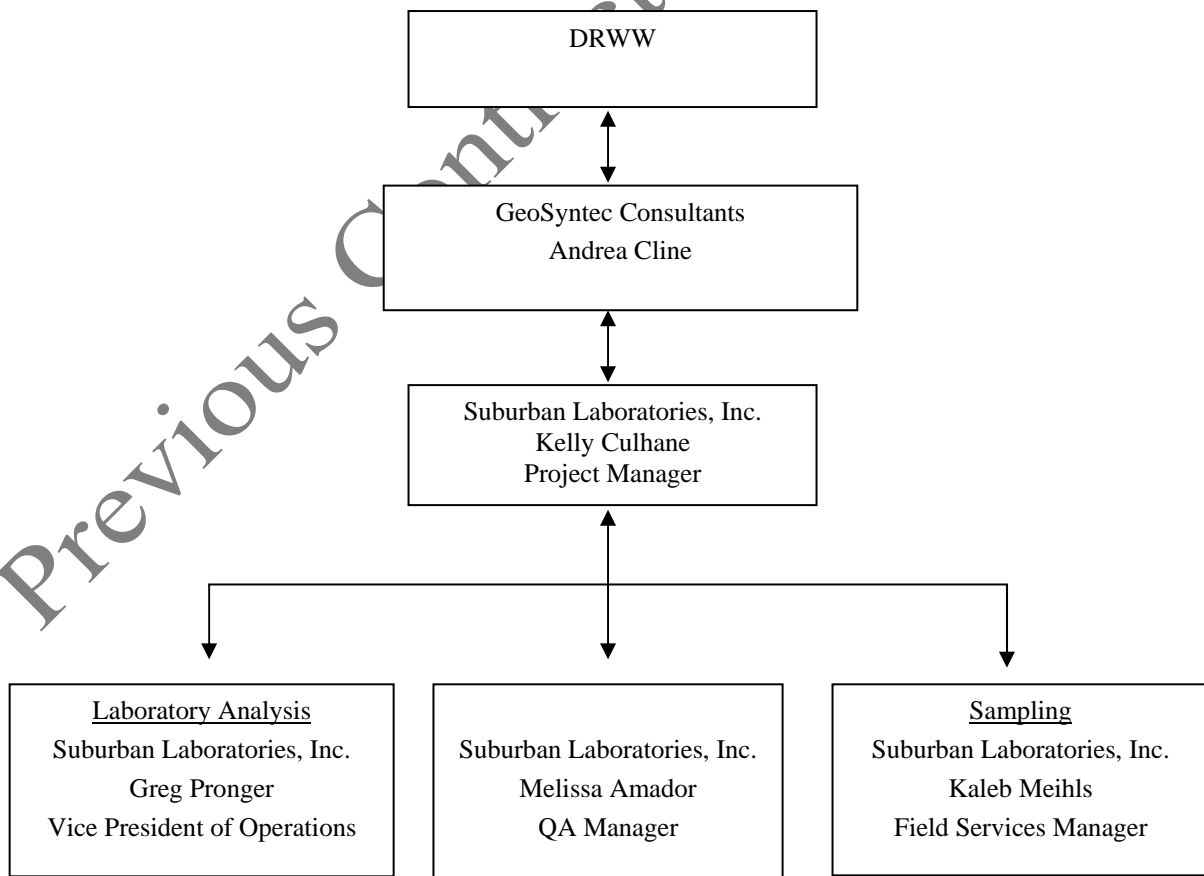 DRWW
GeoSyntec Consultants
Andrea Cline
Suburban Laboratories, Inc.
Kelly Culhane
Project Manager
Laboratory Analysis
Suburban Laboratories, Inc.
Greg Pronger
Vice President of Operations
Suburban Laboratories, Inc.
Melissa Amador
QA Manager
Sampling
Suburban Laboratories, Inc.
Kaleb Meihls
Field Services Manager
Previous